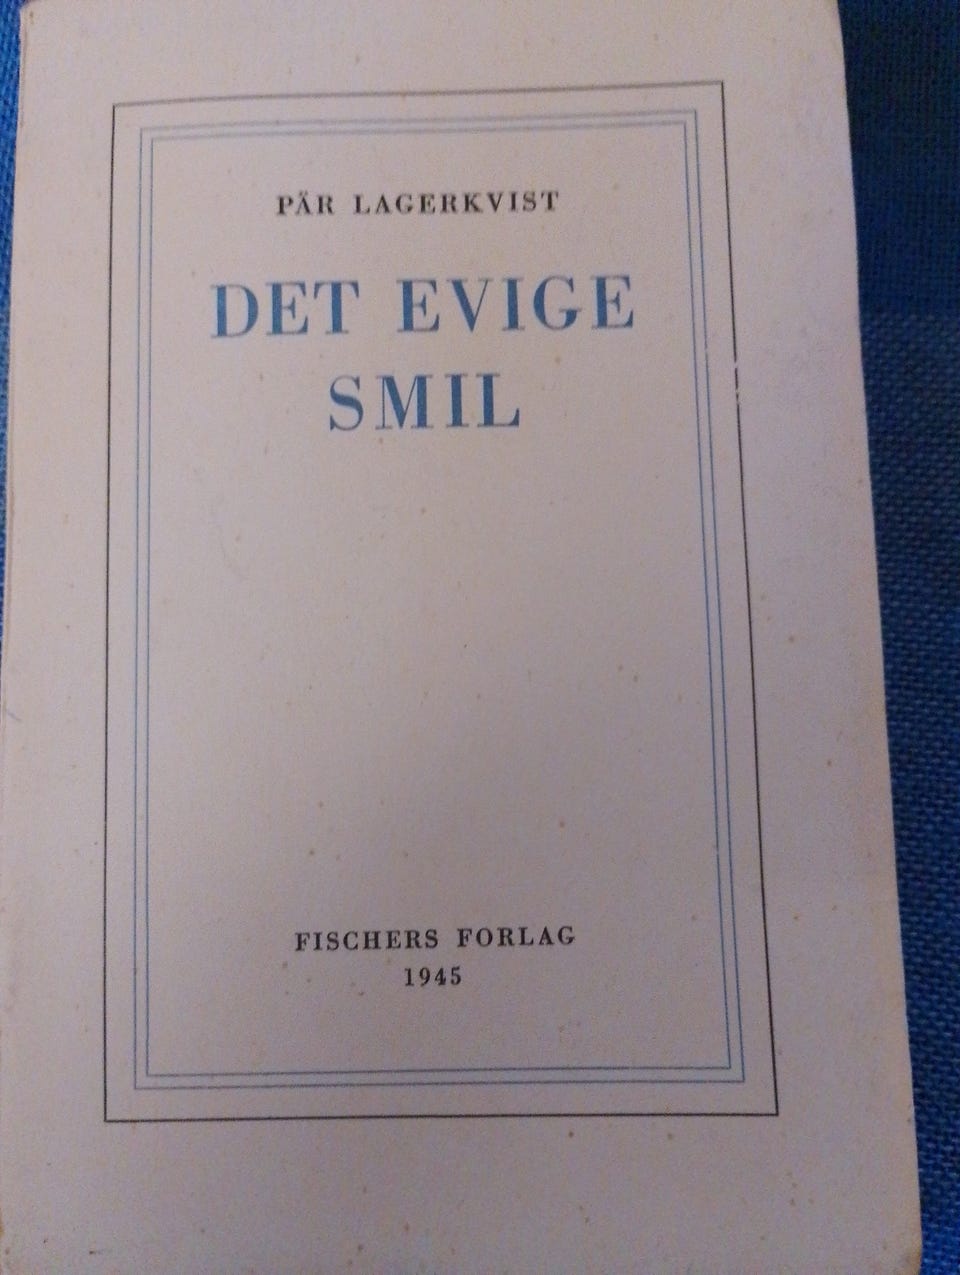 PÄR LAGERKVIST
DET EVIGE
SMIL
FISCHERS FORLAG
1945